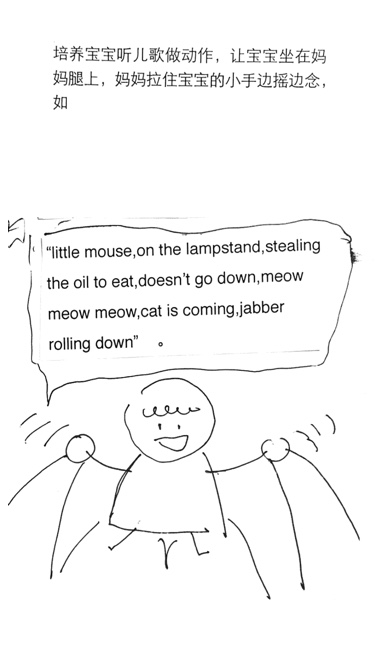 培养宝宝听儿歌做动作，让宝宝坐在妈
妈腿上，妈妈拉住宝宝的小手边摇边念，
如
“little mouse,on the lampstand,stealing
the oil to eat,doesn’t go down,meow
meow meow,cat is coming,jabber
rolling down” 。